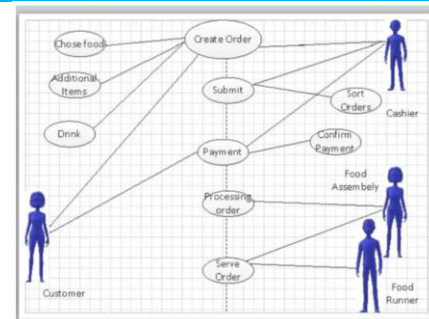 Create Order
Chose food
Additional
Items
Submit
Sort
Orders
Cashier
Drink
Confirm
Payment
Payment
Food
Assembely
Processing
order
Serve
Order
Customer
Food
Runner